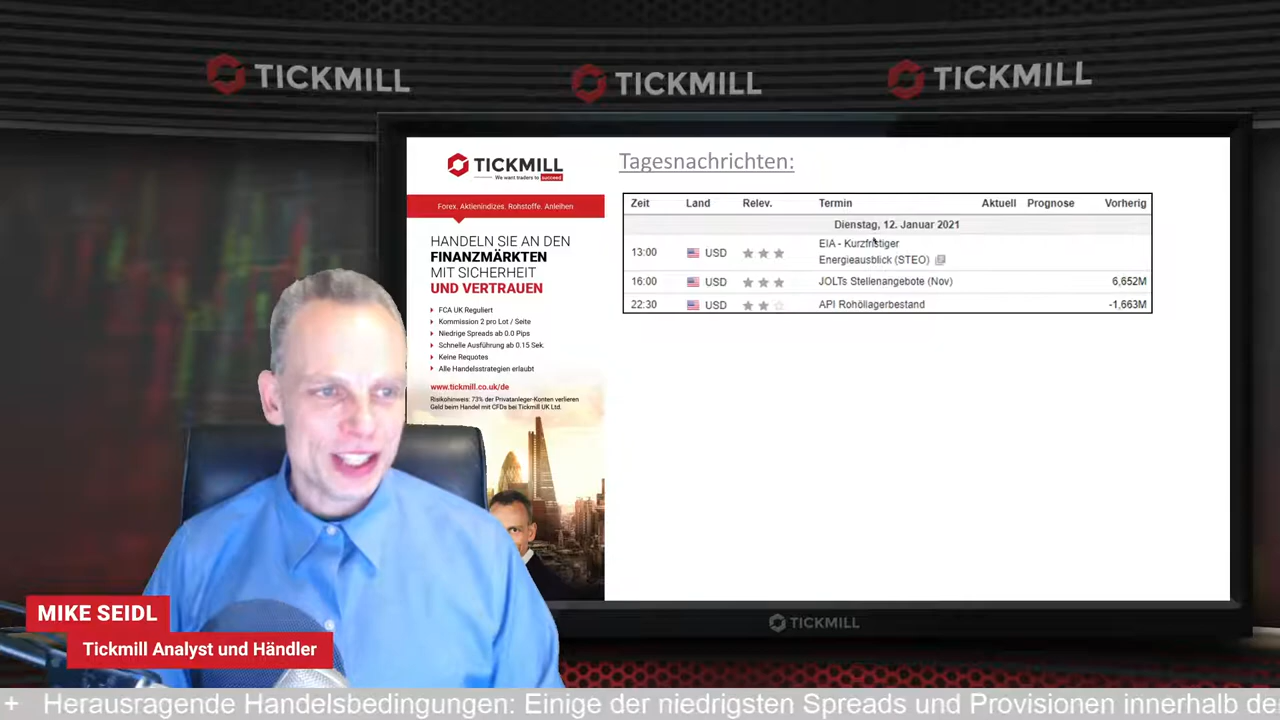 TICKMILL
TICKMILL
TICKMILL
TICKMILL
We want traders to succeed
Forex. Aktienindizes. Rohstoffe. Anleihen
HANDELN SIE AN DEN
FINANZMÄRKTEN
MIT SICHERHEIT
UND VERTRAUEN
FCA UK Reguliert
Kommission 2 pro Lot / Seite
Niedrige Spreads ab 0.0 Pips
Schnelle Ausführung ab 0.15 Sek.
Keine Requotes
Alle Handelsstrategien erlaubt
www.tickmill.co.uk/de
Risikohinweis: 73% der Privatanleger-Konten verlieren
Geld beim Handel mit CFDs bei Tickmill UK Ltd.
Tagesnachrichten:
Zeit Land Relev. Termin Aktuell Prognose Vorherig
Dienstag, 12. Januar 2021
13:00 USD EIA - Kurzfristiger
Energieausblick (STEO)
16:00 USD JOLTs Stellenangebote (Nov) 6,652M
22:30 USD API Rohöllagerbestand -1,663M
TICKMILL
MIKE SEIDL
Tickmill Analyst und Händler
+ Herausragende Handelsbedingungen: Einige der niedrigsten Spreads und Provisionen innerhalb de